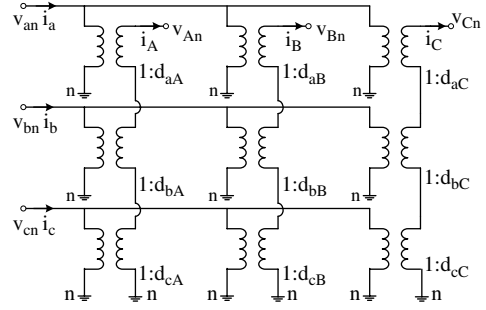 v_an i_a i_A v_An i_B v_Bn i_C v_Cn
n 1:d_aA n 1:d_aB n 1:d_aC
v_bn i_b
n 1:d_bA n 1:d_bB n 1:d_bC
v_cn i_c
1:d_cA 1:d_cB 1:d_cC
n n n n n n